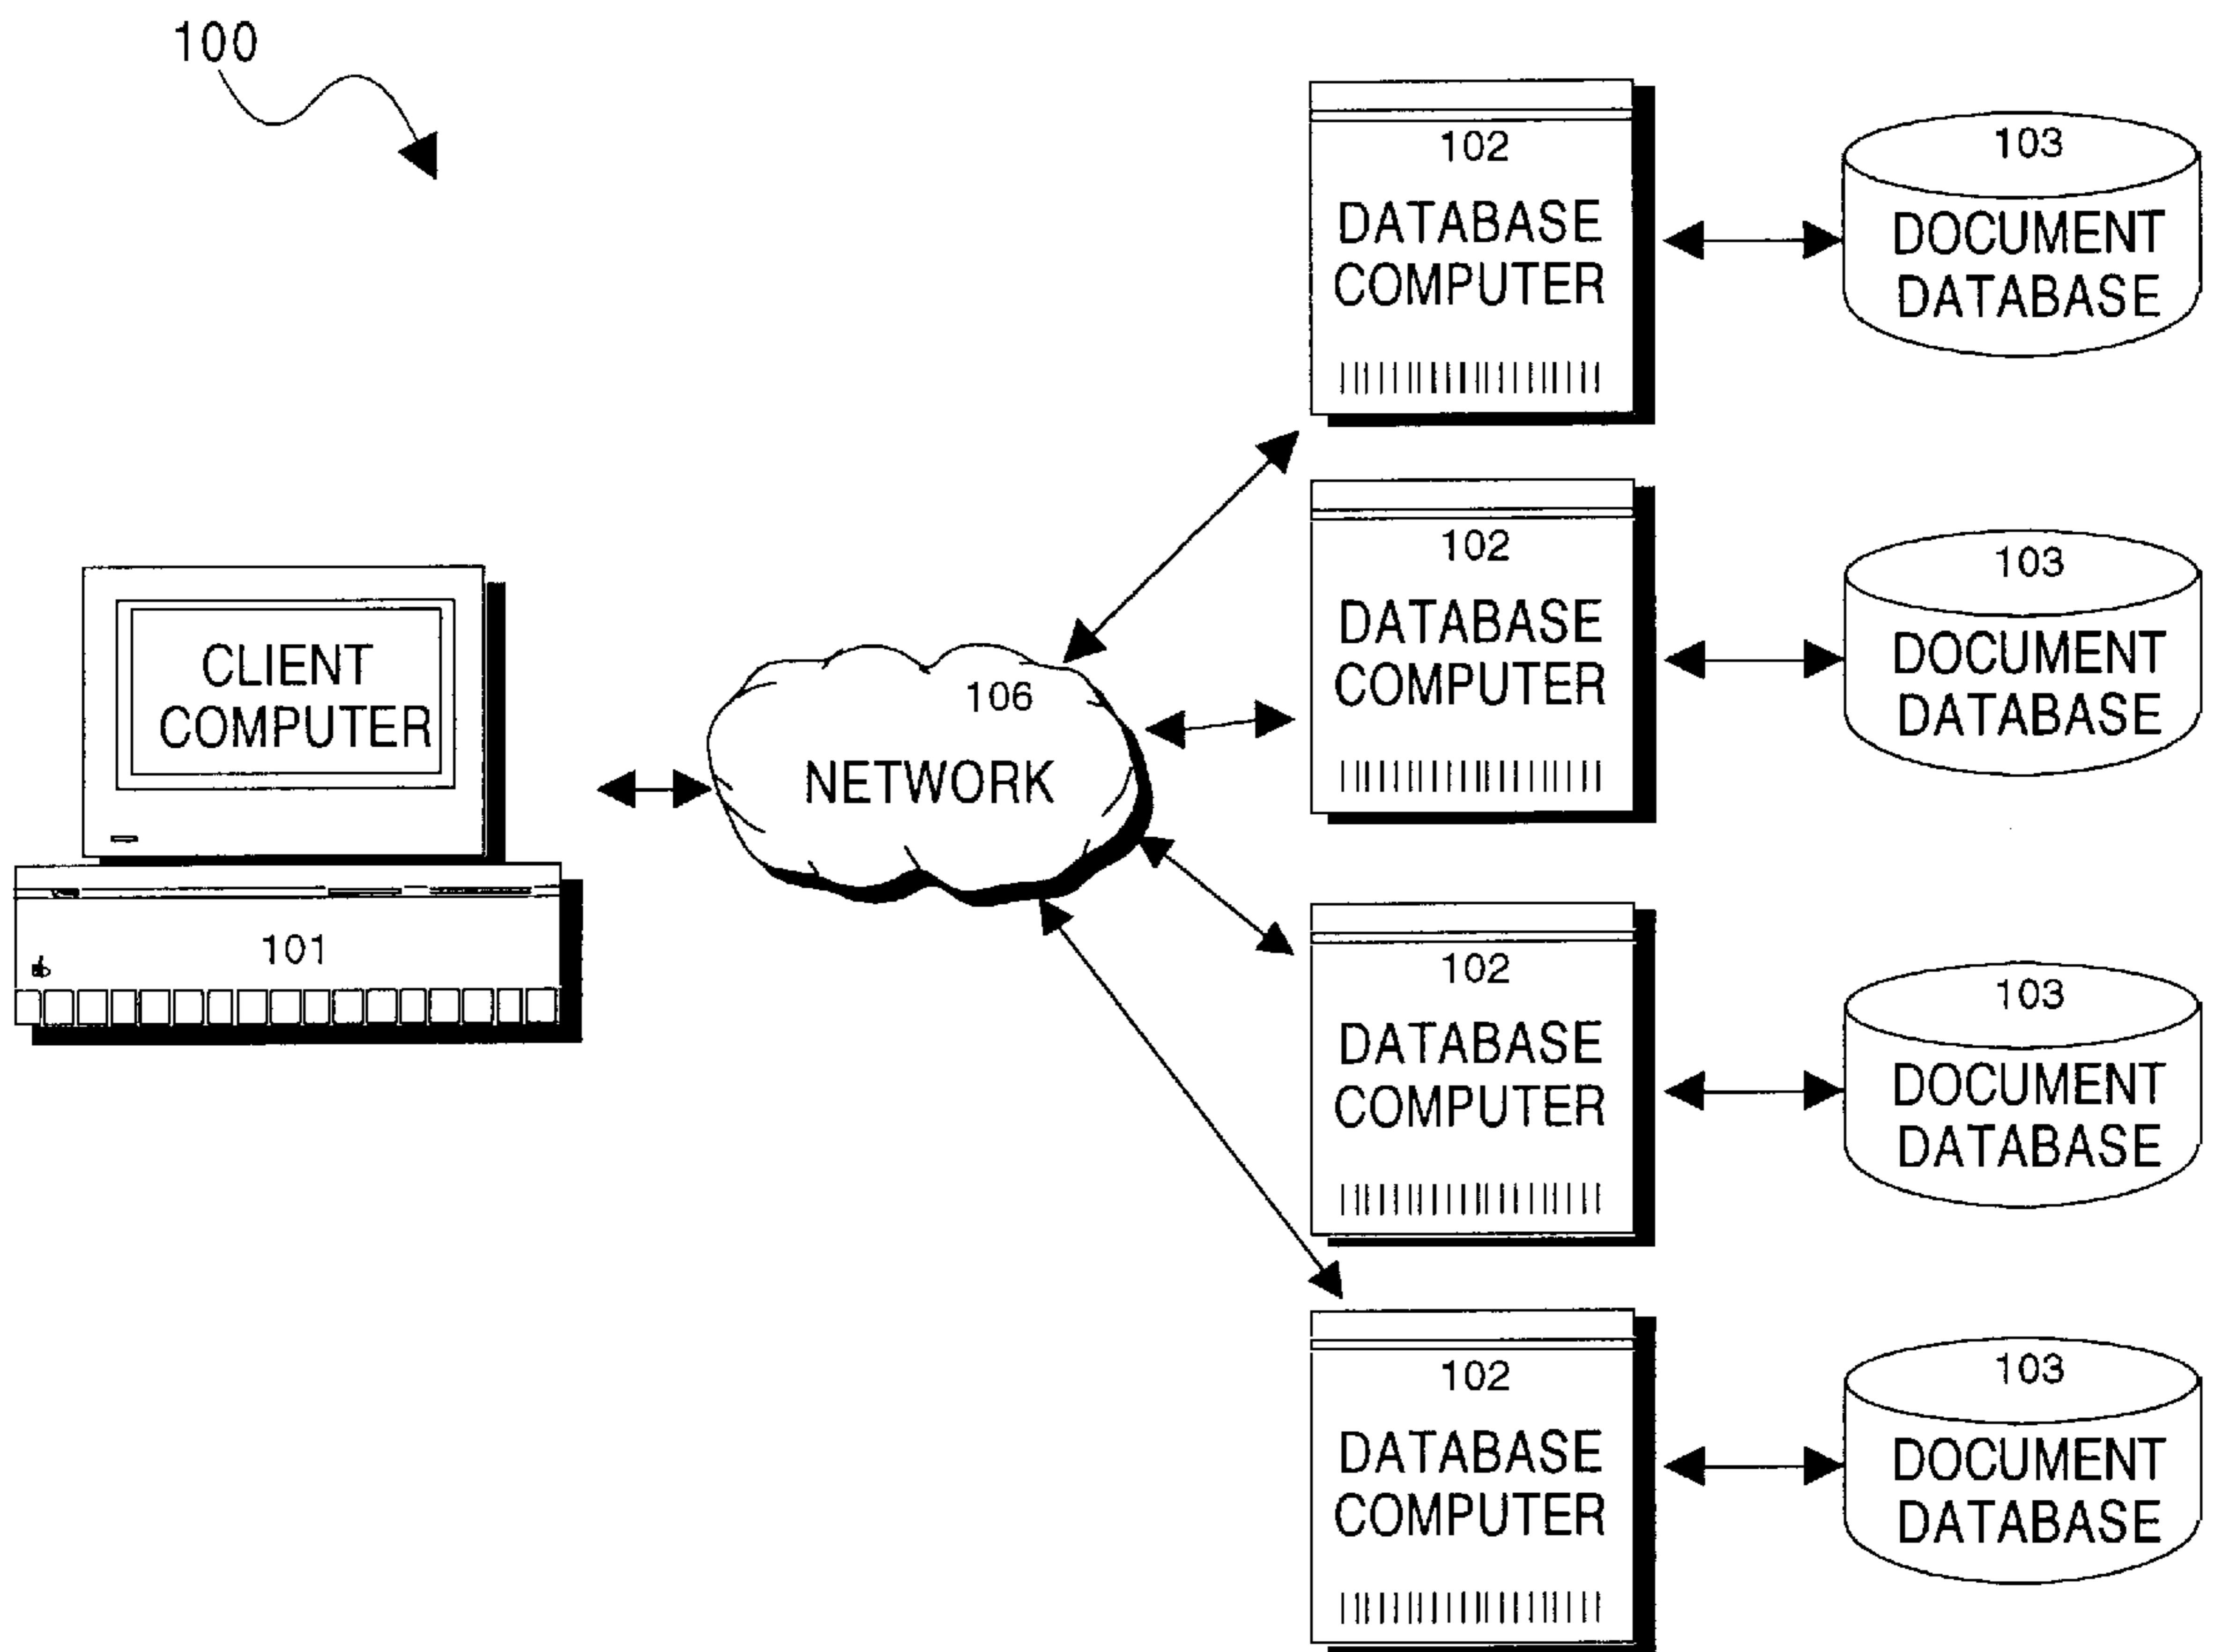 100
102
DATABASE
COMPUTER
103
DOCUMENT
DATABASE
102
DATABASE
COMPUTER
103
DOCUMENT
DATABASE
CLIENT
COMPUTER
101
106
NETWORK
102
DATABASE
COMPUTER
103
DOCUMENT
DATABASE
102
DATABASE
COMPUTER
103
DOCUMENT
DATABASE